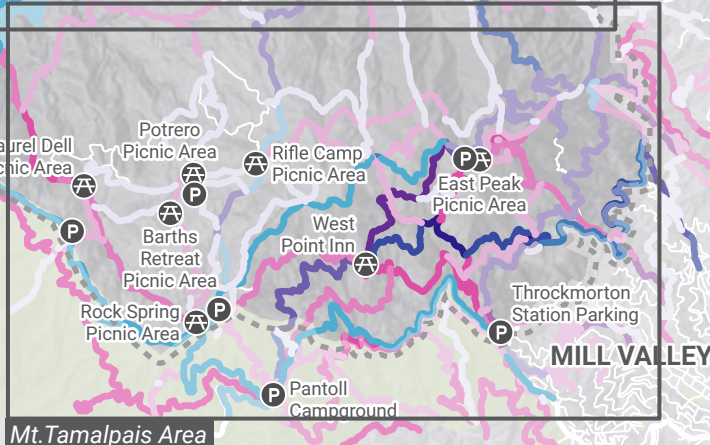 Potrero
Picnic Area
aurel Dell
cnic Area
Rifle Camp
Picnic Area
P
P
East Peak
Picnic Area
P
Barths
Retreat
Picnic Area
West
Point Inn
Rock Spring
Picnic Area
P
Throckmorton
Station Parking
P
MILL VALLEY
P
Pantoll
Campground
Mt.Tamalpais Area